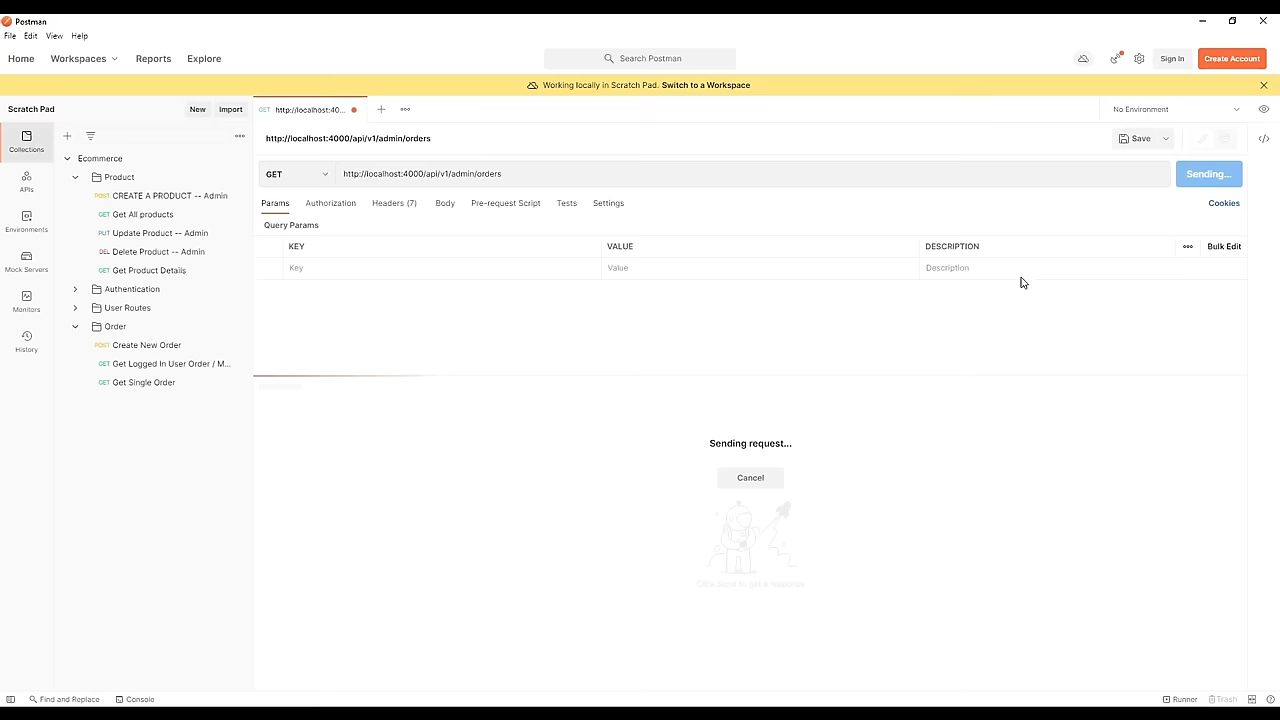 Postman
File Edit View Help
Home Workspaces Reports Explore Search Postman Sign In Create Account
Working locally in Scratch Pad. Switch to a Workspace
Scratch Pad New Import GET http://localhost:40... No Environment
http://localhost:4000/api/v1/admin/orders Save
Collections
APIs
Environments
Mock Servers
Monitors
History
Ecommerce
Product
POST CREATE A PRODUCT -- Admin
GET Get All products
PUT Update Product -- Admin
DEL Delete Product -- Admin
GET Get Product Details
Authentication
User Routes
Order
POST Create New Order
GET Get Logged In User Order / M...
GET Get Single Order
GET http://localhost:4000/api/v1/admin/orders Sending...
Params Authorization Headers (7) Body Pre-request Script Tests Settings Cookies
Query Params
KEY VALUE DESCRIPTION Bulk Edit
Key Value Description
Sending request...
Cancel
Click Send to get a response
Find and Replace Console Runner Trash